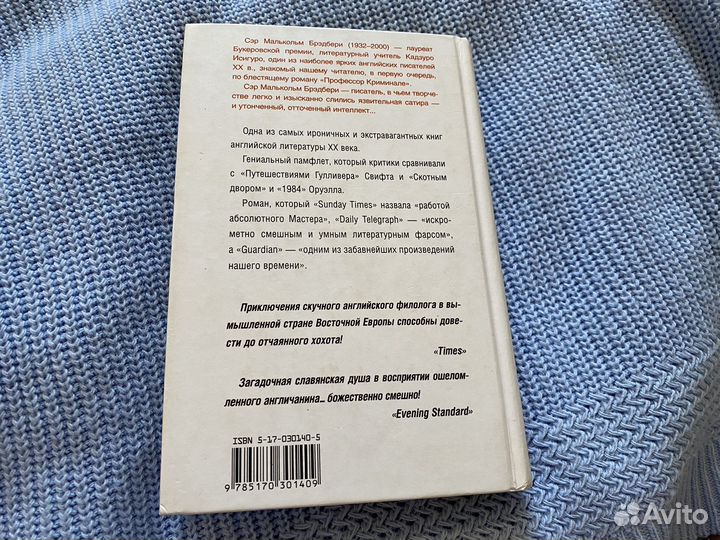 Сэр Малькольм Брэдбери (1932–2000) — лауреат
Букеровской премии, литературный учитель Кадзуро
Исигуро, один из наиболее ярких английских писателей
XX в., знакомый нашему читателю, в первую очередь,
по блестящему роману «Профессор Криминале».
Сэр Малькольм Брэдбери — писатель, в чьем творче-
стве легко и изысканно слились язвительная сатира —
и утонченный, отточенный интеллект...
Одна из самых ироничных и экстравагантных книг
английской литературы XX века.
Гениальный памфлет, который критики сравнивали
с «Путешествиями Гулливера» Свифта и «Скотным
двором» и «1984» Оруэлла.
Роман, который «Sunday Times» назвала «работой
абсолютного Мастера», «Daily Telegraph» — «искро-
метно смешным и умным литературным фарсом»,
а «Guardian» — «одним из забавнейших произведений
нашего времени».
Приключения скучного английского филолога в вы-
мышленной стране Восточной Европы способны дове-
сти до отчаянного хохота!
«Times»
Загадочная славянская душа в восприятии ошелом-
ленного англичанина... божественно смешно!
«Evening Standard»
ISBN 5-17-030140-5
9 785170 301409
Avito